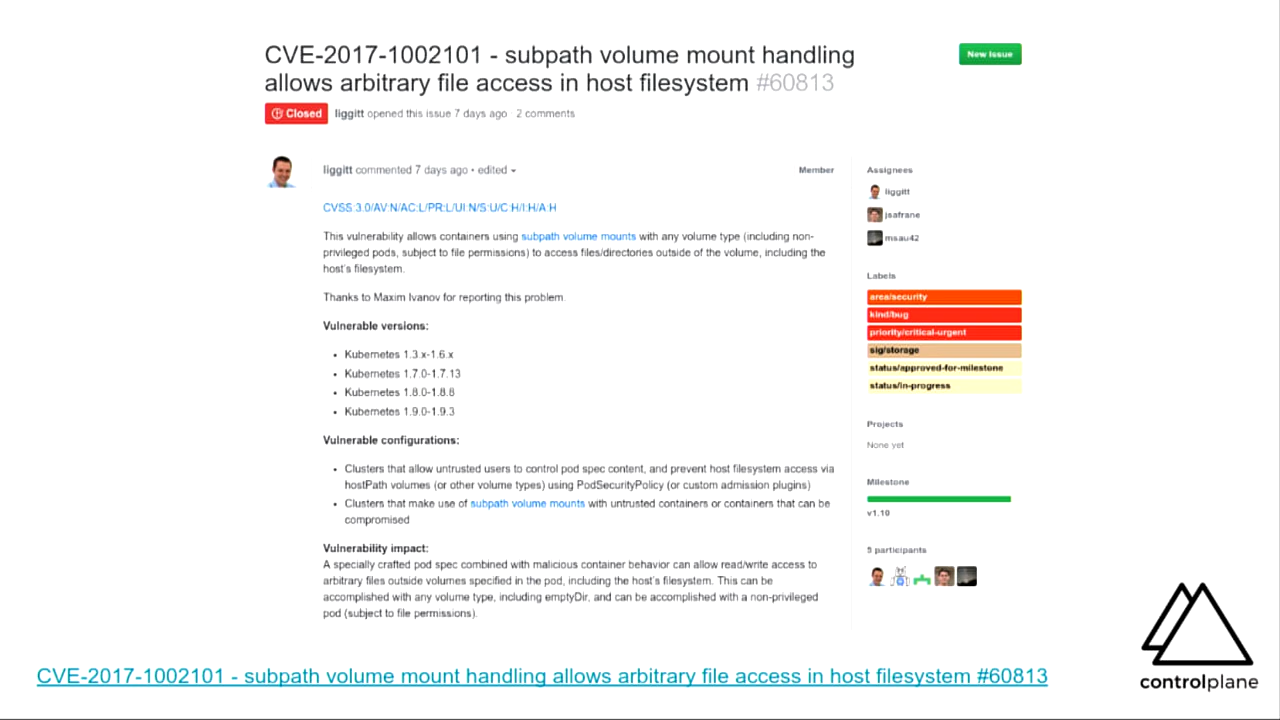 CVE-2017-1002101 - subpath volume mount handling
allows arbitrary file access in host filesystem #60813
New Issue
Closed liggitt opened this issue 7 days ago · 2 comments
liggitt commented 7 days ago • edited
Member
CVSS:3.0/AV:N/AC:L/PR:L/UI:N/S:U/C:H/I:H/A:H
This vulnerability allows containers using subpath volume mounts with any volume type (including non-
privileged pods, subject to file permissions) to access files/directories outside of the volume, including the
host's filesystem.
Thanks to Maxim Ivanov for reporting this problem.
Vulnerable versions:
• Kubernetes 1.3.x-1.6.x
• Kubernetes 1.7.0-1.7.13
• Kubernetes 1.8.0-1.8.8
• Kubernetes 1.9.0-1.9.3
Vulnerable configurations:
• Clusters that allow untrusted users to control pod spec content, and prevent host filesystem access via
hostPath volumes (or other volume types) using PodSecurityPolicy (or custom admission plugins)
• Clusters that make use of subpath volume mounts with untrusted containers or containers that can be
compromised
Vulnerability impact:
A specially crafted pod spec combined with malicious container behavior can allow read/write access to
arbitrary files outside volumes specified in the pod, including the host's filesystem. This can be
accomplished with any volume type, including emptyDir, and can be accomplished with a non-privileged
pod (subject to file permissions).
Assignees
liggitt
jsafrane
msau42
Labels
area/security
kind/bug
priority/critical-urgent
sig/storage
status/approved-for-milestone
status/in-progress
Projects
None yet
Milestone
v1.10
5 participants
CVE-2017-1002101 - subpath volume mount handling allows arbitrary file access in host filesystem #60813
controlplane